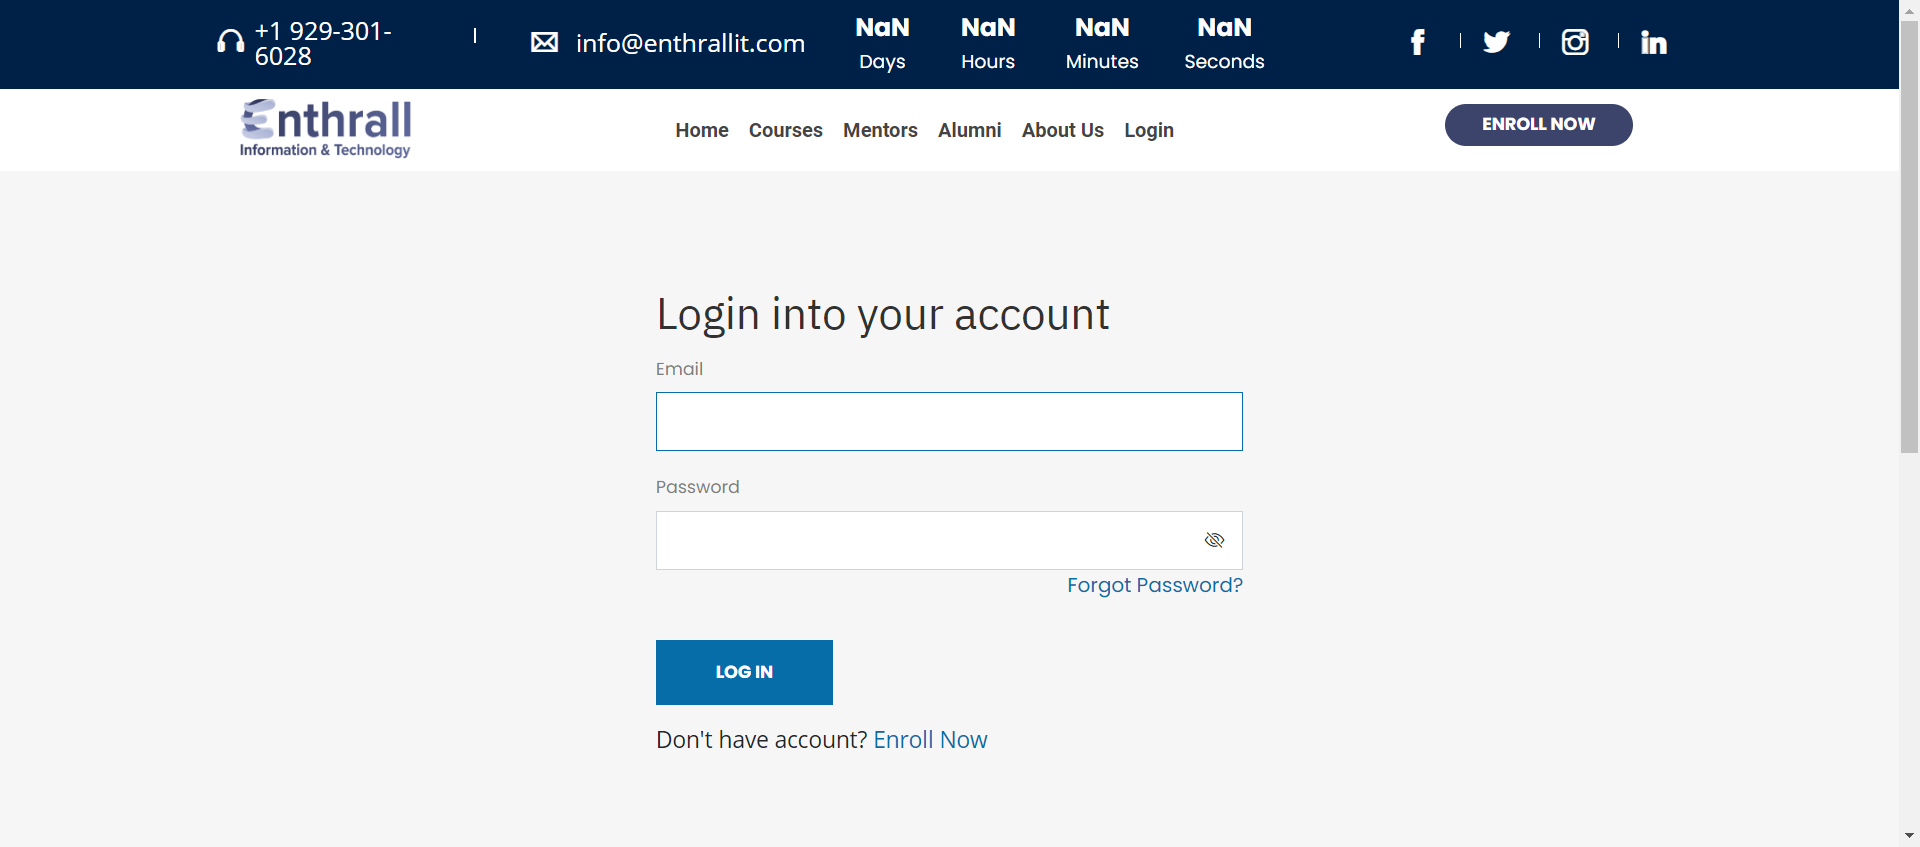 +1 929-301-
6028
info@enthrallit.com
NaN NaN NaN NaN
Days Hours Minutes Seconds
Enthrall
Information & Technology
Home Courses Mentors Alumni About Us Login
ENROLL NOW
Login into your account
Email
Password
Forgot Password?
LOG IN
Don't have account? Enroll Now